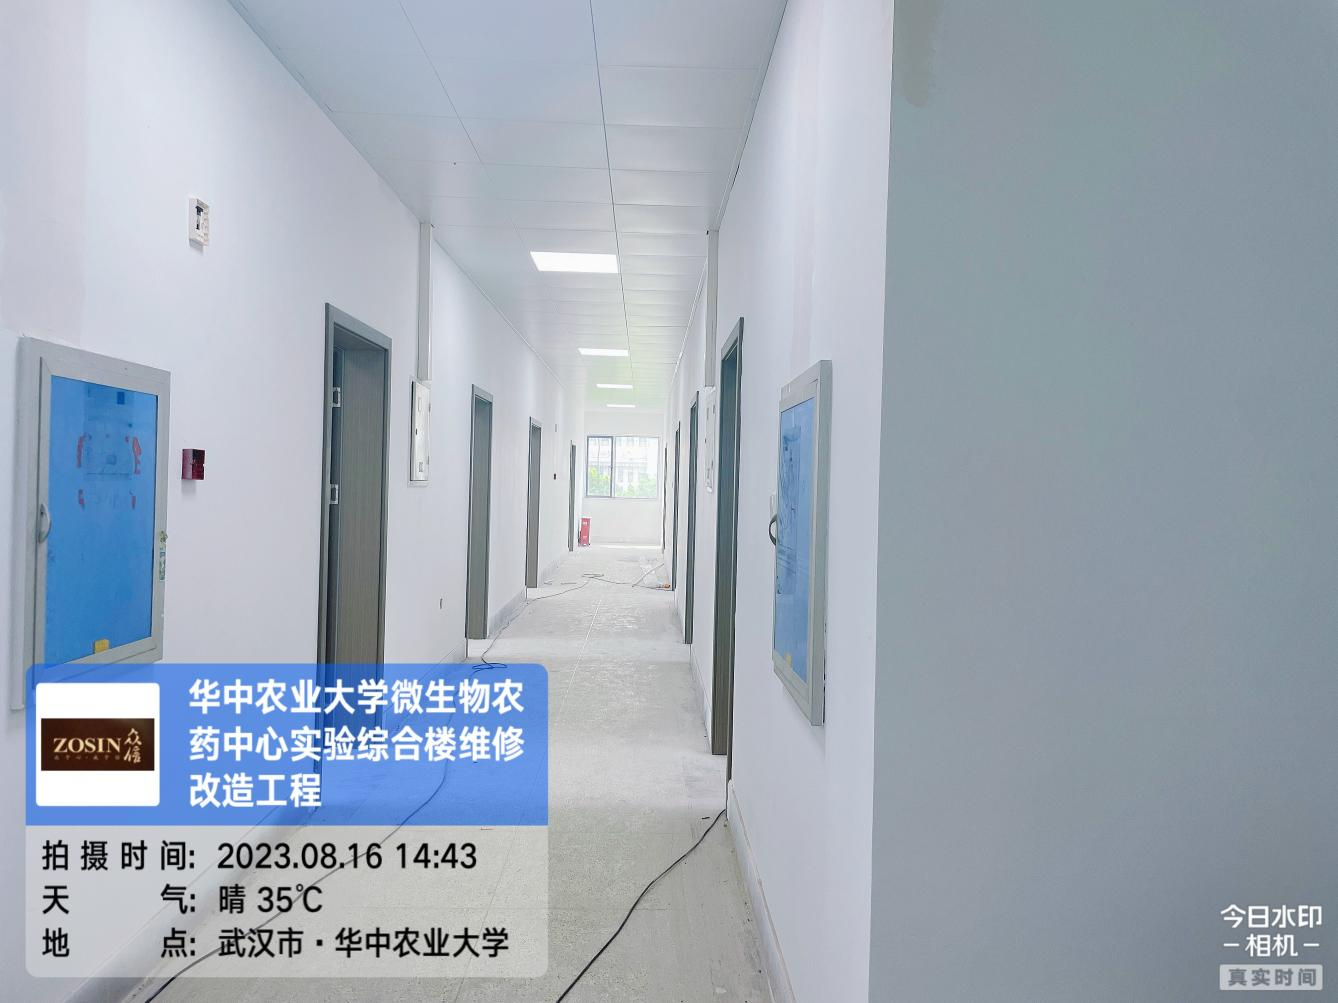 华中农业大学微生物农
药中心实验综合楼维修
改造工程
ZOSIN 众信
拍摄时间: 2023.08.16 14:43
天气: 晴 35℃
地点: 武汉市·华中农业大学
今日水印
-相机-
真实时间